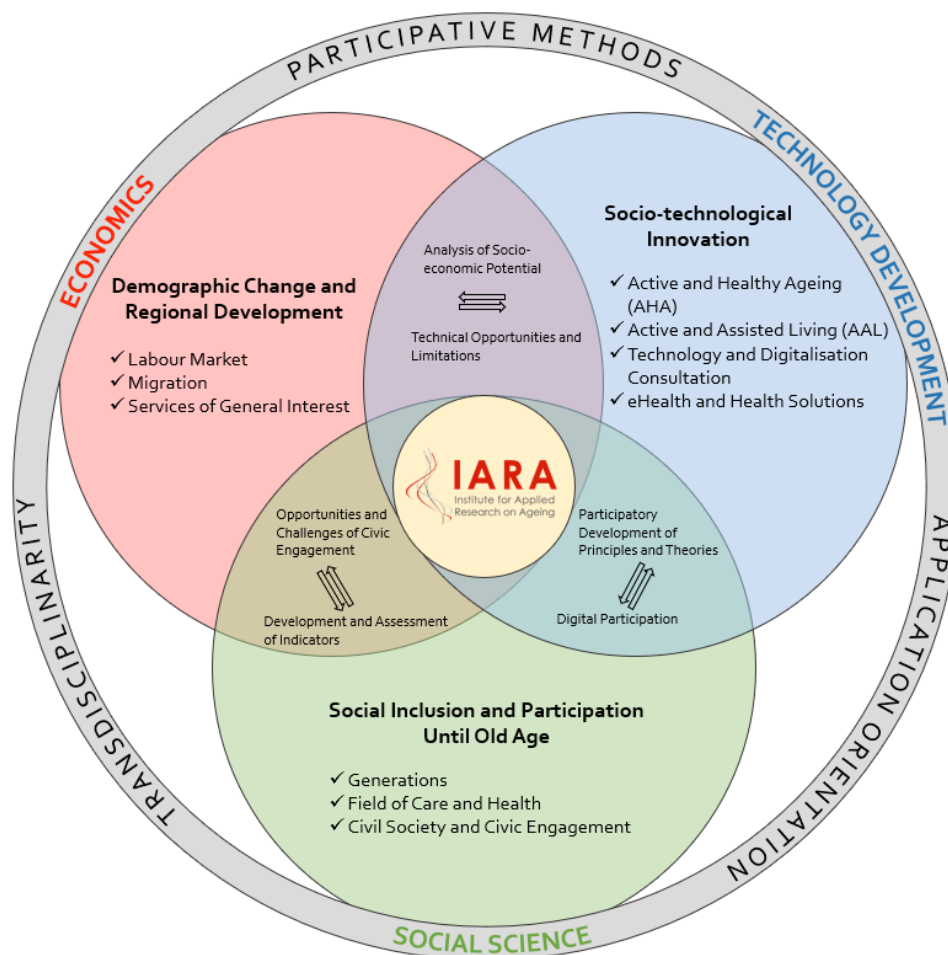 PARTICIPATIVE METHODS
ECONOMICS
TECHNOLOGY DEVELOPMENT
Demographic Change and
Regional Development
✓ Labour Market
✓ Migration
✓ Services of General Interest
Analysis of Socio-
economic Potential
Technical Opportunities and
Limitations
Socio-technological
Innovation
✓ Active and Healthy Ageing
(AHA)
✓ Active and Assisted Living (AAL)
✓ Technology and Digitalisation
Consultation
✓ eHealth and Health Solutions
IARA
Institute for Applied
Research on Ageing
Opportunities and
Challenges of Civic
Engagement
Development and Assessment
of Indicators
Participatory
Development of
Principles and Theories
Digital Participation
Social Inclusion and Participation
Until Old Age
✓ Generations
✓ Field of Care and Health
✓ Civil Society and Civic Engagement
TRANSDISCIPLINARITY
APPLICATION ORIENTATION
SOCIAL SCIENCE